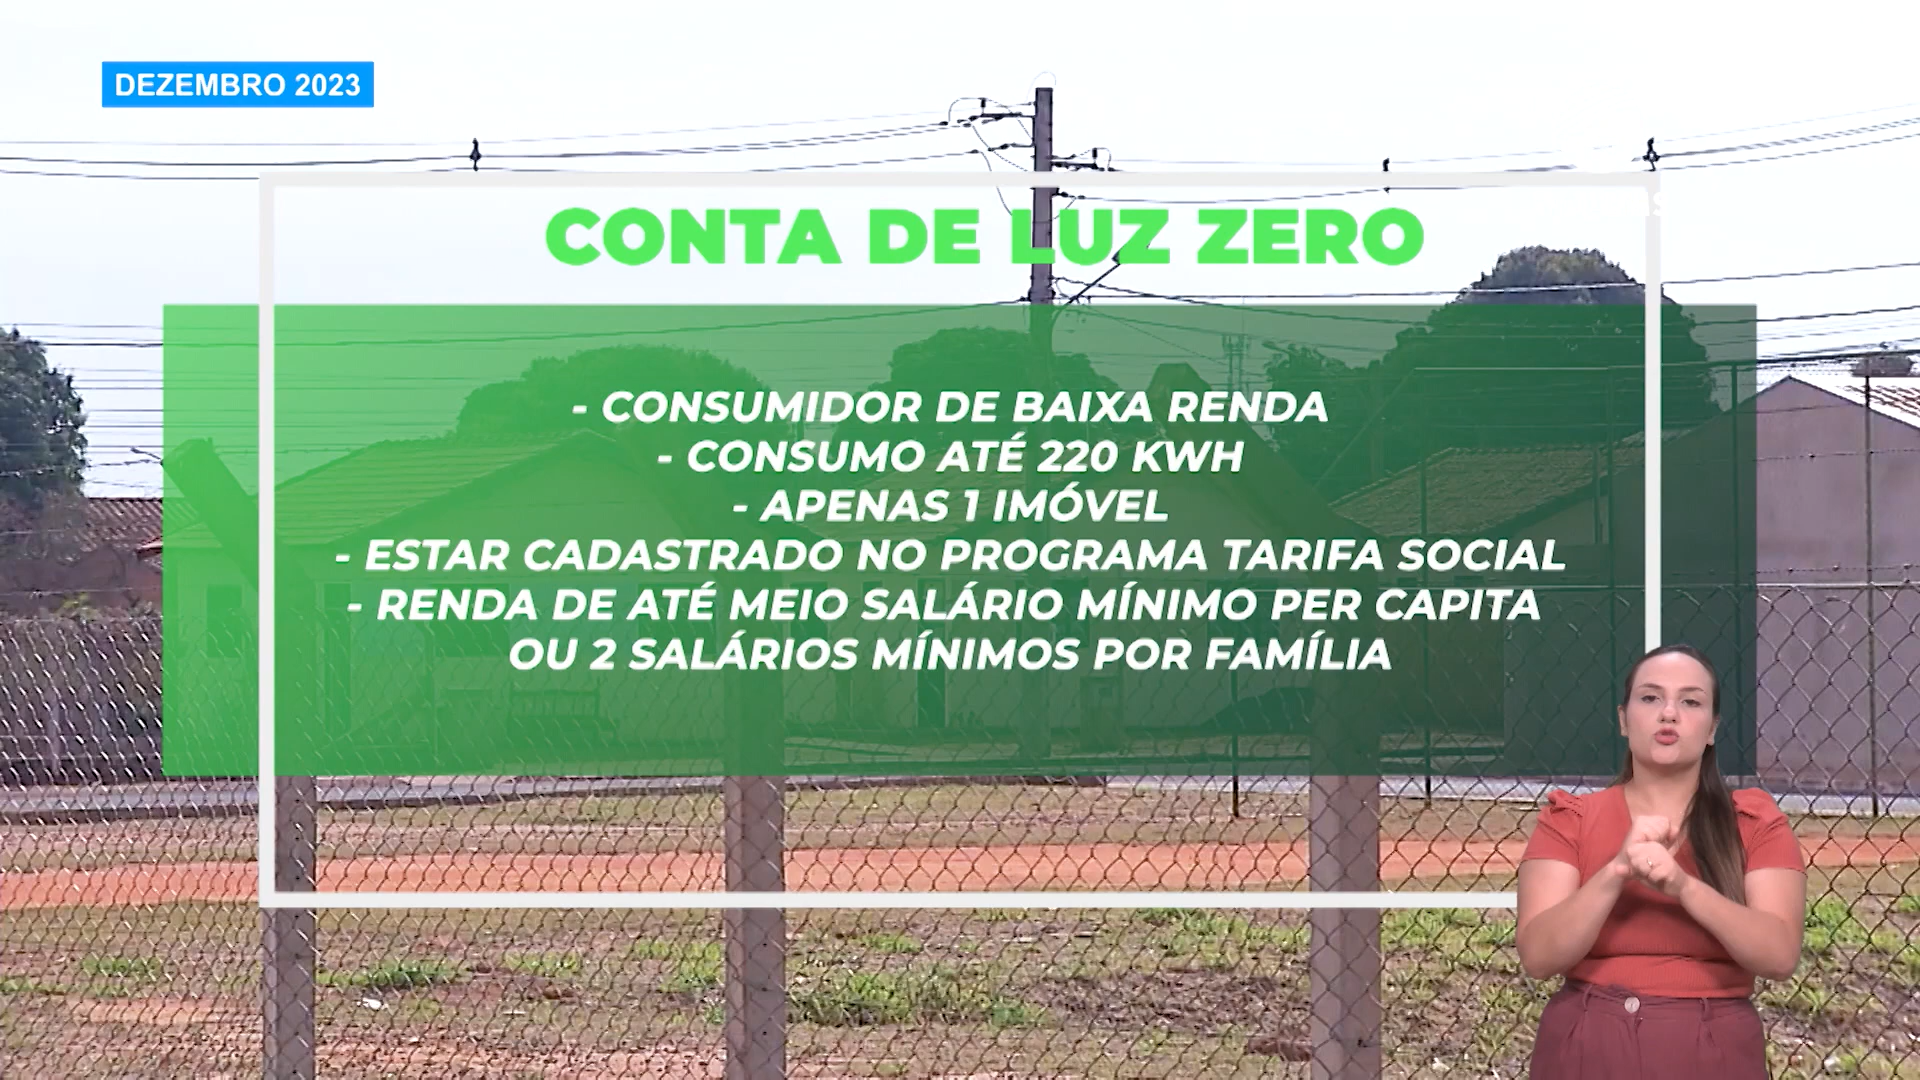 DEZEMBRO 2023
CONTA DE LUZ ZERO
- CONSUMIDOR DE BAIXA RENDA
- CONSUMO ATÉ 220 KWH
- APENAS 1 IMÓVEL
- ESTAR CADASTRADO NO PROGRAMA TARIFA SOCIAL
- RENDA DE ATÉ MEIO SALÁRIO MÍNIMO PER CAPITA
OU 2 SALÁRIOS MÍNIMOS POR FAMÍLIA